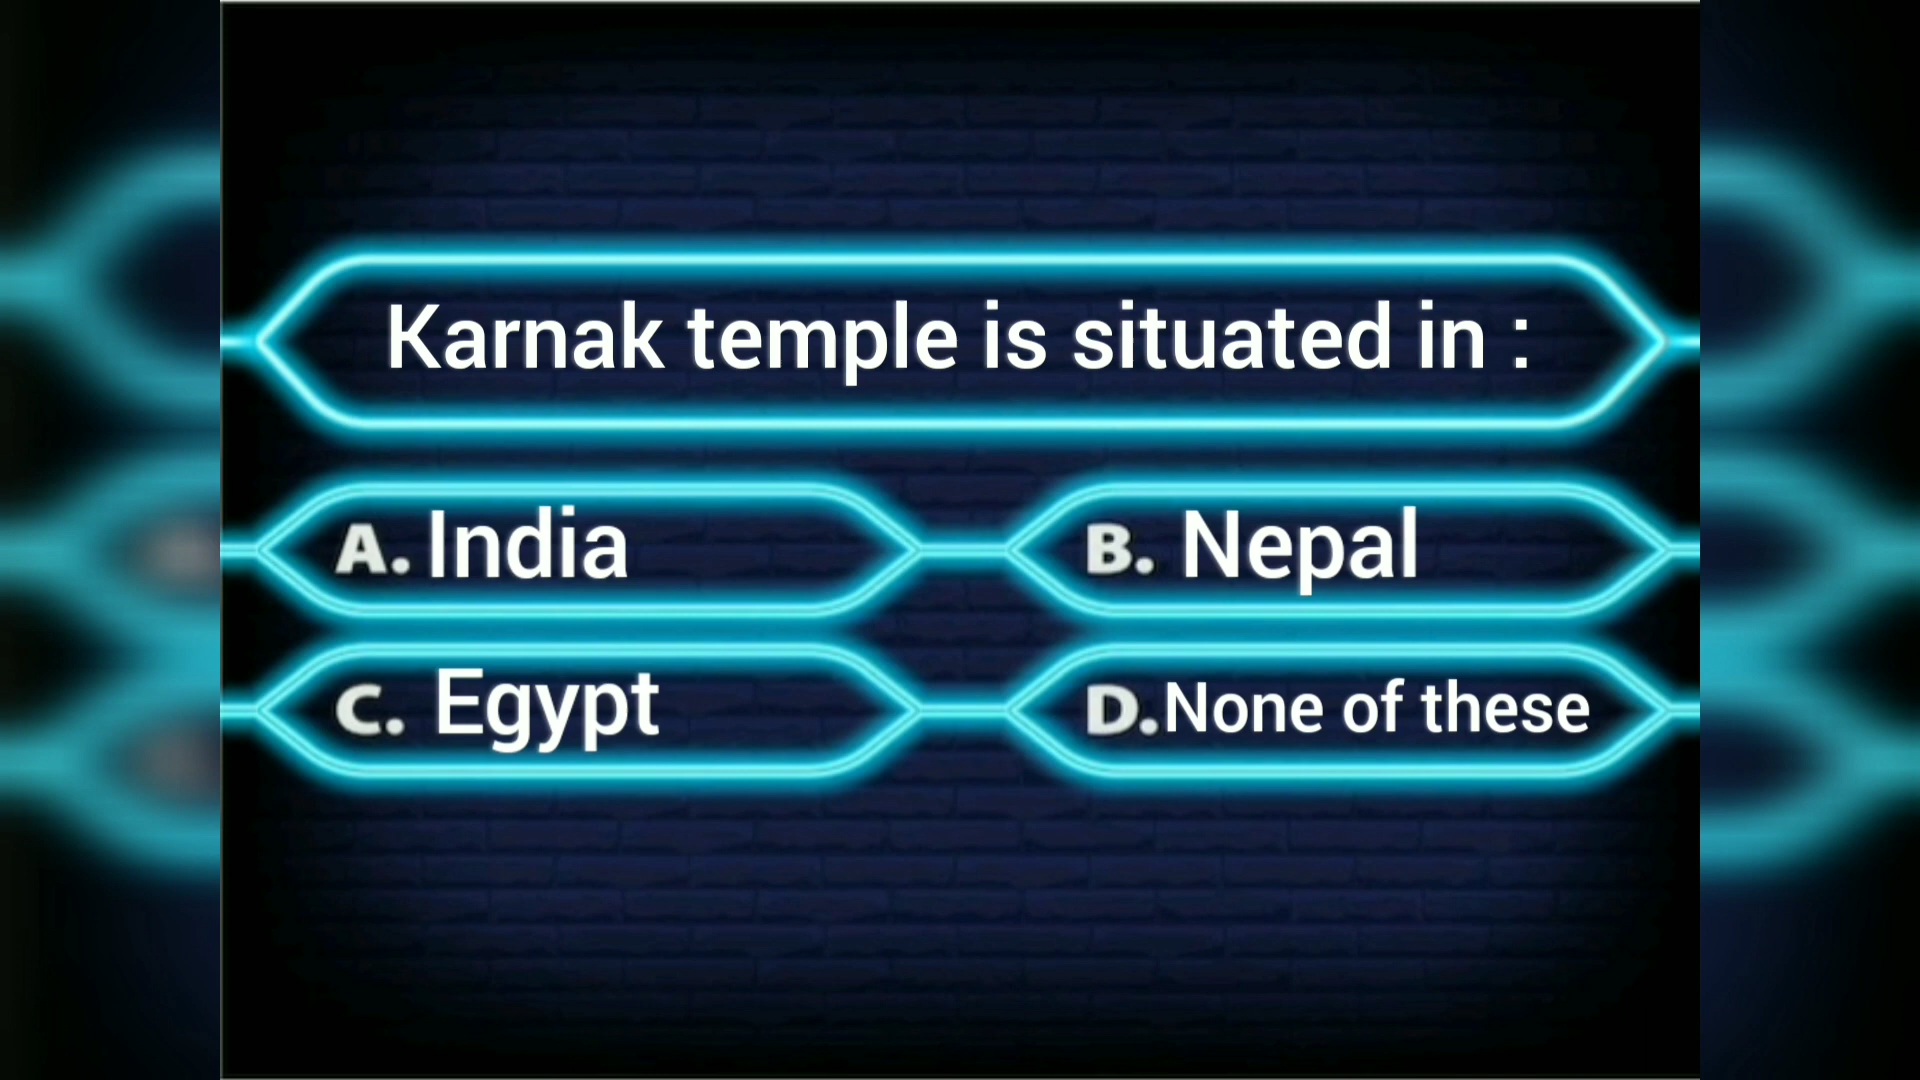 Karnak temple is situated in :
A. India
B. Nepal
C. Egypt
D. None of these